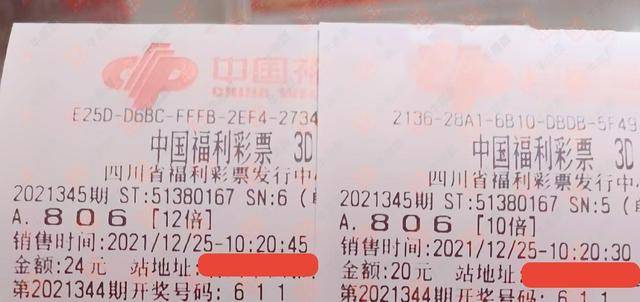 中国福
CHINA WE
E25D-D6BC-FFFB-2EF4-2734
中国福利彩票 3D
四川省福利彩票发行中
2021345期 ST:51380167 SN:6 (
A. 806 [12倍]
销售时间:2021/12/25-10:20:45
金额:24元 站地址:
第2021344期开奖号码: 6 1 1
2136-28A1-6B10-DBDB-5F49
中国福利彩票 3D
四川省福利彩票发行中
2021345期 ST:51380167 SN:5 (
A. 806 [10倍]
销售时间:2021/12/25-10:20:30
金额:20元 站地址:
第2021344期开奖号码: 6 1 1